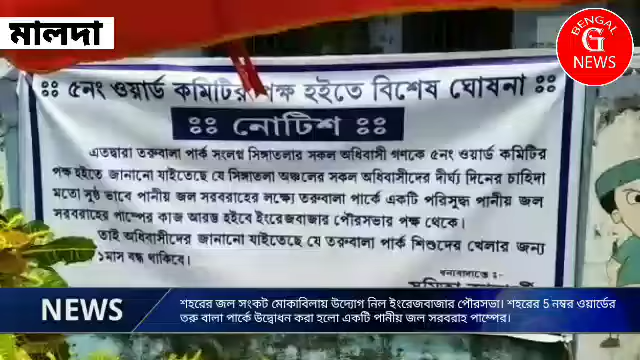 মালদা
BENGAL
G
NEWS
ঃঃ ৫নং ওয়ার্ড কমিটির পক্ষ হইতে বিশেষ ঘোষনা ঃঃ
ঃঃ নোটিশ ঃঃ
এতদ্বারা তরুবালা পার্ক সংলগ্ন সিঙ্গাতলার সকল অধিবাসী গণকে ৫নং ওয়ার্ড কমিটির
পক্ষ হইতে জানানো যাইতেছে যে সিঙ্গাতলা অঞ্চলের সকল অধিবাসীদের দীর্ঘ্য দিনের চাহিদা
মতো সুষ্ঠ ভাবে পানীয় জল সরবরাহের লক্ষ্যে তরুবালা পার্কে একটি পরিসুদ্ধ পানীয় জল
সরবরাহের পাম্পের কাজ আরম্ভ হইবে ইংরেজবাজার পৌরসভার পক্ষ থেকে।
তাই অধিবাসীদের জানানো যাইতেছে যে তরুবালা পার্ক শিশুদের খেলার জন্য
১মাস বন্ধ থাকিবে।
ধন্যবাদান্তে :-
NEWS
শহরের জল সংকট মোকাবিলায় উদ্যোগ নিল ইংরেজবাজার পৌরসভা। শহরের 5 নম্বর ওয়ার্ডের
তরু বালা পার্কে উদ্বোধন করা হলো একটি পানীয় জল সরবরাহ পাম্পের।